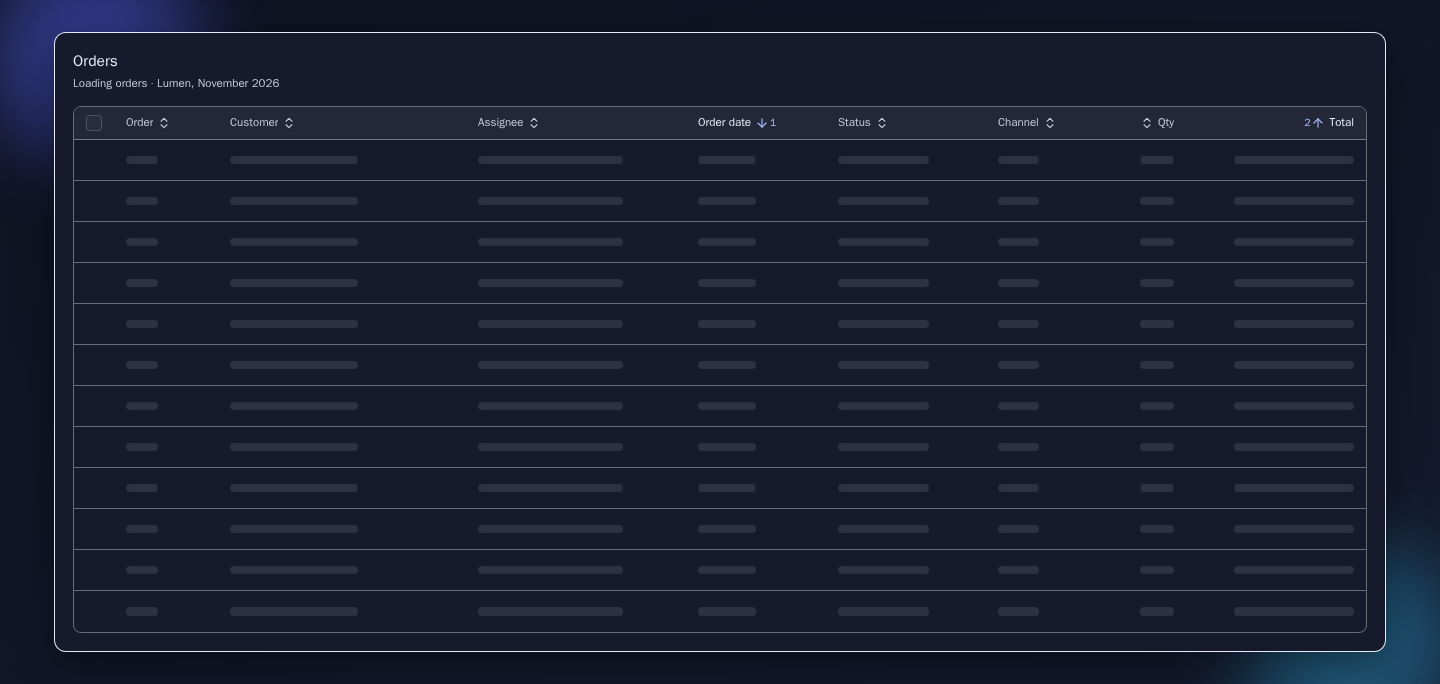 Orders
Loading orders · Lumen, November 2026
Order Customer Assignee Order date 1 Status Channel Qty 2 Total